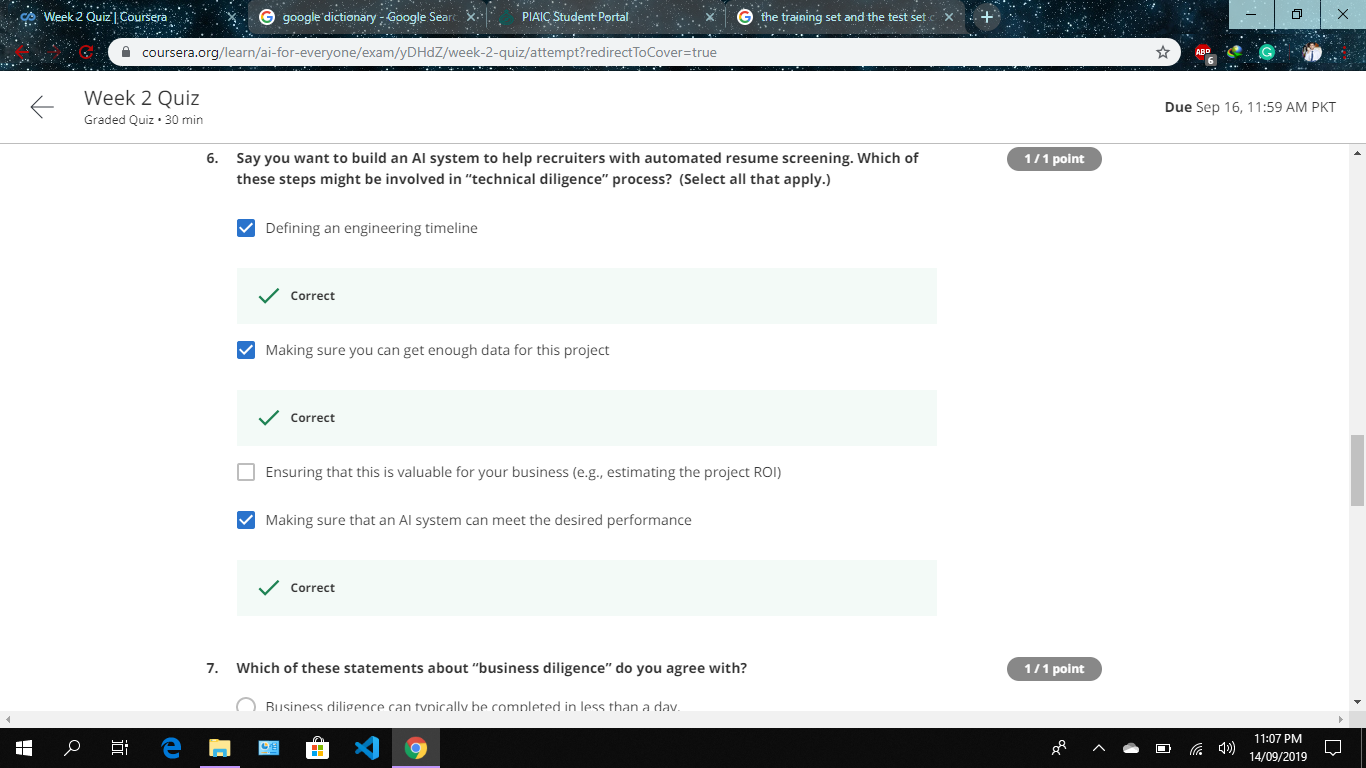 Week 2 Quiz | Coursera
google dictionary - Google Sear
PIAIC Student Portal
the training set and the test set
coursera.org/learn/ai-for-everyone/exam/yDHdZ/week-2-quiz/attempt?redirectToCover=true
ABP
6
Week 2 Quiz
Graded Quiz • 30 min
Due Sep 16, 11:59 AM PKT
6. Say you want to build an AI system to help recruiters with automated resume screening. Which of
these steps might be involved in “technical diligence” process? (Select all that apply.)
1 / 1 point
Defining an engineering timeline
Correct
Making sure you can get enough data for this project
Correct
Ensuring that this is valuable for your business (e.g., estimating the project ROI)
Making sure that an AI system can meet the desired performance
Correct
7. Which of these statements about “business diligence” do you agree with?
1 / 1 point
Business diligence can typically be completed in less than a day.
11:07 PM
14/09/2019